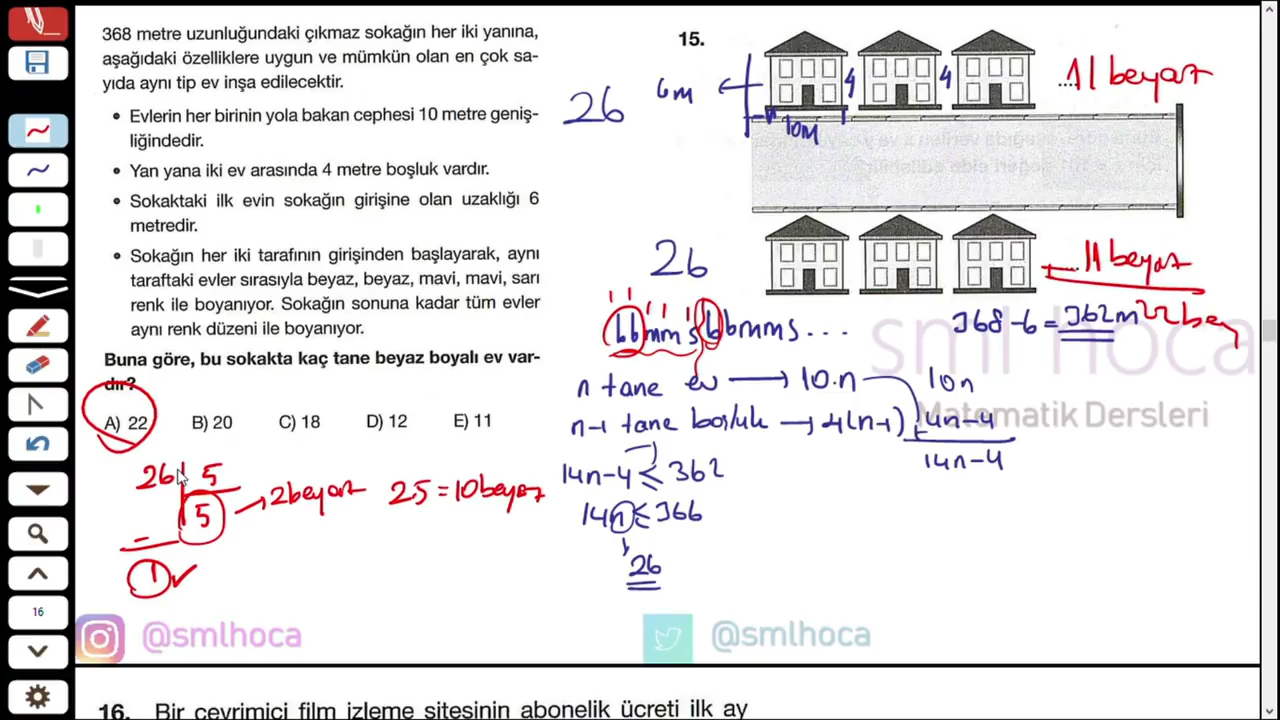 368 metre uzunluğundaki çıkmaz sokağın her iki yanına,
aşağıdaki özelliklere uygun ve mümkün olan en çok sa-
yıda aynı tip ev inşa edilecektir.
• Evlerin her birinin yola bakan cephesi 10 metre geniş-
liğindedir.
• Yan yana iki ev arasında 4 metre boşluk vardır.
• Sokaktaki ilk evin sokağın girişine olan uzaklığı 6
metredir.
• Sokağın her iki tarafının girişinden başlayarak, aynı
taraftaki evler sırasıyla beyaz, beyaz, mavi, mavi, sarı
renk ile boyanıyor. Sokağın sonuna kadar tüm evler
aynı renk düzeni ile boyanıyor.
Buna göre, bu sokakta kaç tane beyaz boyalı ev var-
dır?
A) 22 B) 20 C) 18 D) 12 E) 11
26 5
5 → 2beyaz 2.5 = 10beyaz
1 ✓
15.
26 6m 4 4 .... 11 beyaz
10m
26
.... 11 beyaz
bbmmsbbmms... 368-6 = 362m 22 bey
sml hoca
n tane ev → 10.n 10n
Matematik Dersleri
n-1 tane boşluk → 4(n-1) + 4n-4
14n-4
14n-4 ≤ 362
14n ≤ 366
26
16
@smlhoca @smlhoca
16. Bir çevrimiçi film izleme sitesinin abonelik ücreti ilk ay